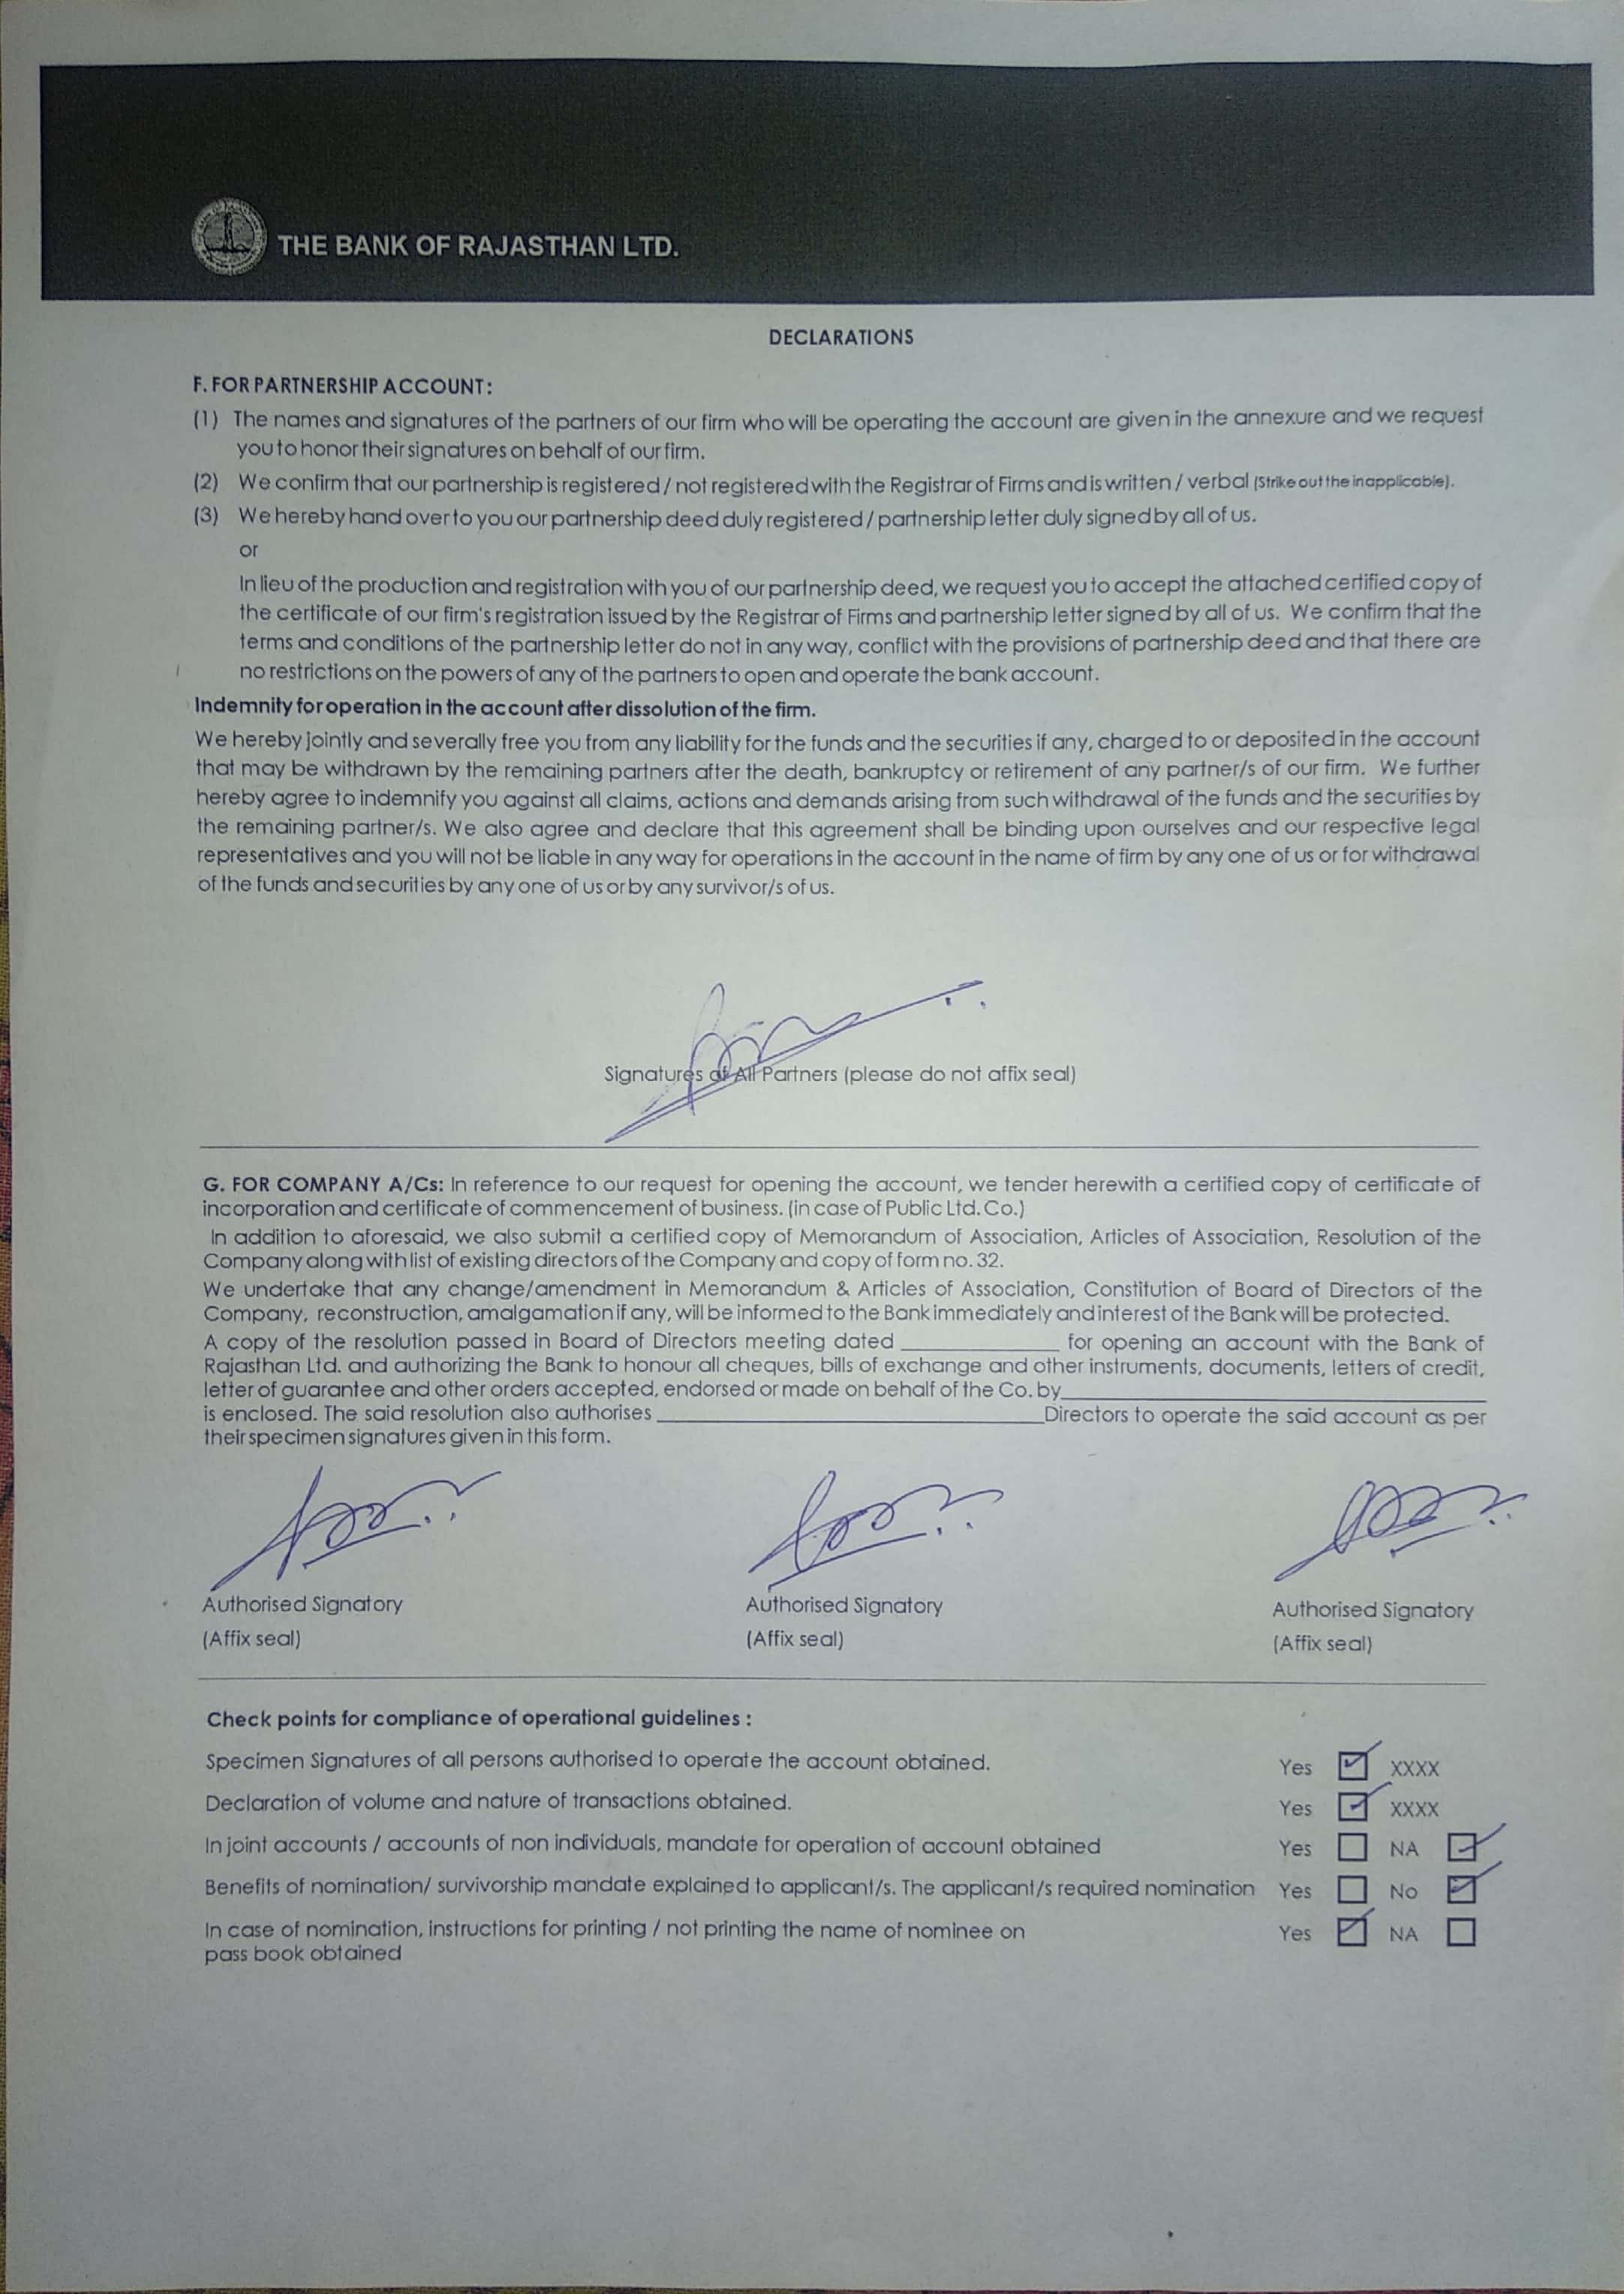 THE BANK OF RAJASTHAN LTD.
DECLARATIONS
F. FOR PARTNERSHIP ACCOUNT:
(1) The names and signatures of the partners of our firm who will be operating the account are given in the annexure and we request
you to honor their signatures on behalf of our firm.
(2) We confirm that our partnership is registered / not registered with the Registrar of Firms and is written / verbal (Strike out the inapplicable).
(3) We hereby hand over to you our partnership deed duly registered / partnership letter duly signed by all of us.
or
In lieu of the production and registration with you of our partnership deed, we request you to accept the attached certified copy of
the certificate of our firm's registration issued by the Registrar of Firms and partnership letter signed by all of us. We confirm that the
terms and conditions of the partnership letter do not in any way, conflict with the provisions of partnership deed and that there are
no restrictions on the powers of any of the partners to open and operate the bank account.
Indemnity for operation in the account after dissolution of the firm.
We hereby jointly and severally free you from any liability for the funds and the securities if any, charged to or deposited in the account
that may be withdrawn by the remaining partners after the death, bankruptcy or retirement of any partner/s of our firm. We further
hereby agree to indemnify you against all claims, actions and demands arising from such withdrawal of the funds and the securities by
the remaining partner/s. We also agree and declare that this agreement shall be binding upon ourselves and our respective legal
representatives and you will not be liable in any way for operations in the account in the name of firm by any one of us or for withdrawal
of the funds and securities by any one of us or by any survivor/s of us.
Signatures of All Partners (please do not affix seal)
G. FOR COMPANY A/Cs: In reference to our request for opening the account, we tender herewith a certified copy of certificate of
incorporation and certificate of commencement of business. (in case of Public Ltd. Co.)
In addition to aforesaid, we also submit a certified copy of Memorandum of Association, Articles of Association, Resolution of the
Company along with list of existing directors of the Company and copy of form no. 32.
We undertake that any change/amendment in Memorandum & Articles of Association, Constitution of Board of Directors of the
Company, reconstruction, amalgamation if any, will be informed to the Bank immediately and interest of the Bank will be protected.
A copy of the resolution passed in Board of Directors meeting dated ____________ for opening an account with the Bank of
Rajasthan Ltd. and authorizing the Bank to honour all cheques, bills of exchange and other instruments, documents, letters of credit,
letter of guarantee and other orders accepted, endorsed or made on behalf of the Co. by______________________________
is enclosed. The said resolution also authorises ____________________________Directors to operate the said account as per
their specimen signatures given in this form.
Authorised Signatory Authorised Signatory Authorised Signatory
(Affix seal) (Affix seal) (Affix seal)
Check points for compliance of operational guidelines :
Specimen Signatures of all persons authorised to operate the account obtained. Yes XXXX
Declaration of volume and nature of transactions obtained. Yes XXXX
In joint accounts / accounts of non individuals, mandate for operation of account obtained Yes NA
Benefits of nomination/ survivorship mandate explained to applicant/s. The applicant/s required nomination Yes No
In case of nomination, instructions for printing / not printing the name of nominee on Yes NA
pass book obtained